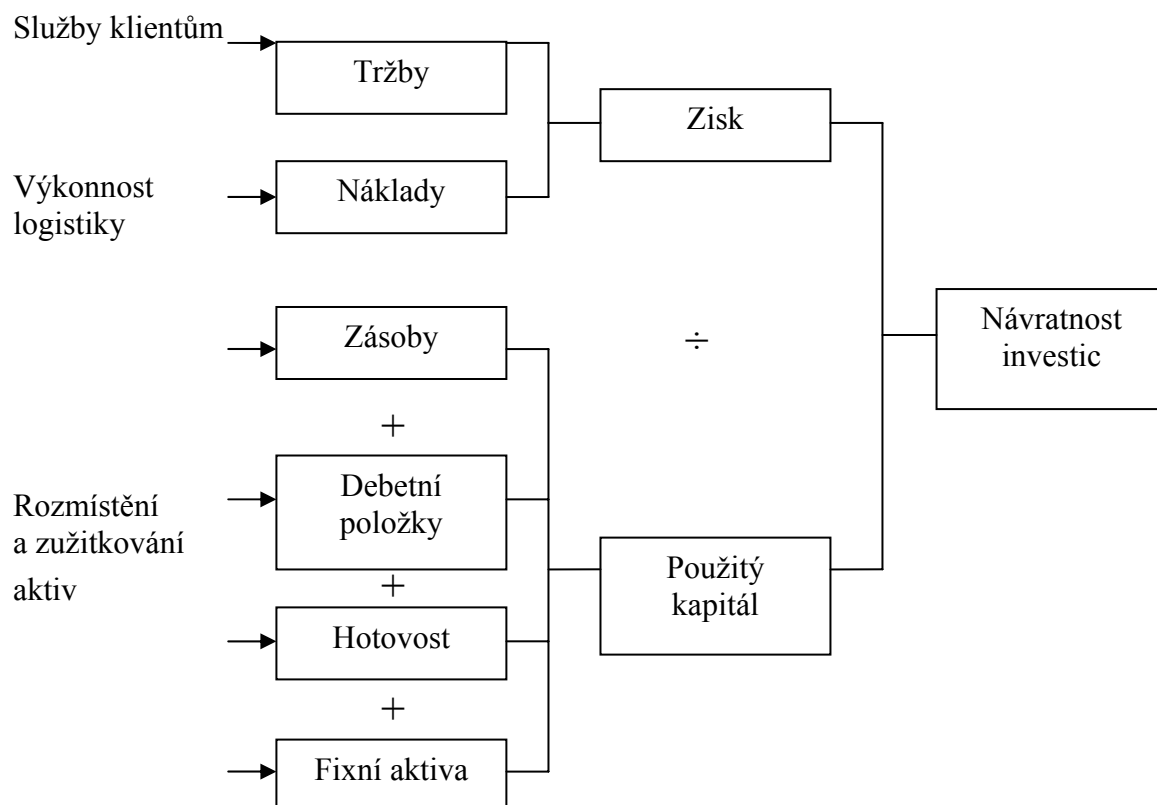 Služby klientům
Tržby
Zisk
Výkonnost
logistiky
Náklady
Zásoby
÷
Návratnost
investic
+
Rozmístění
a zužitkování
aktiv
Debetní
položky
Použitý
kapitál
+
Hotovost
+
Fixní aktiva